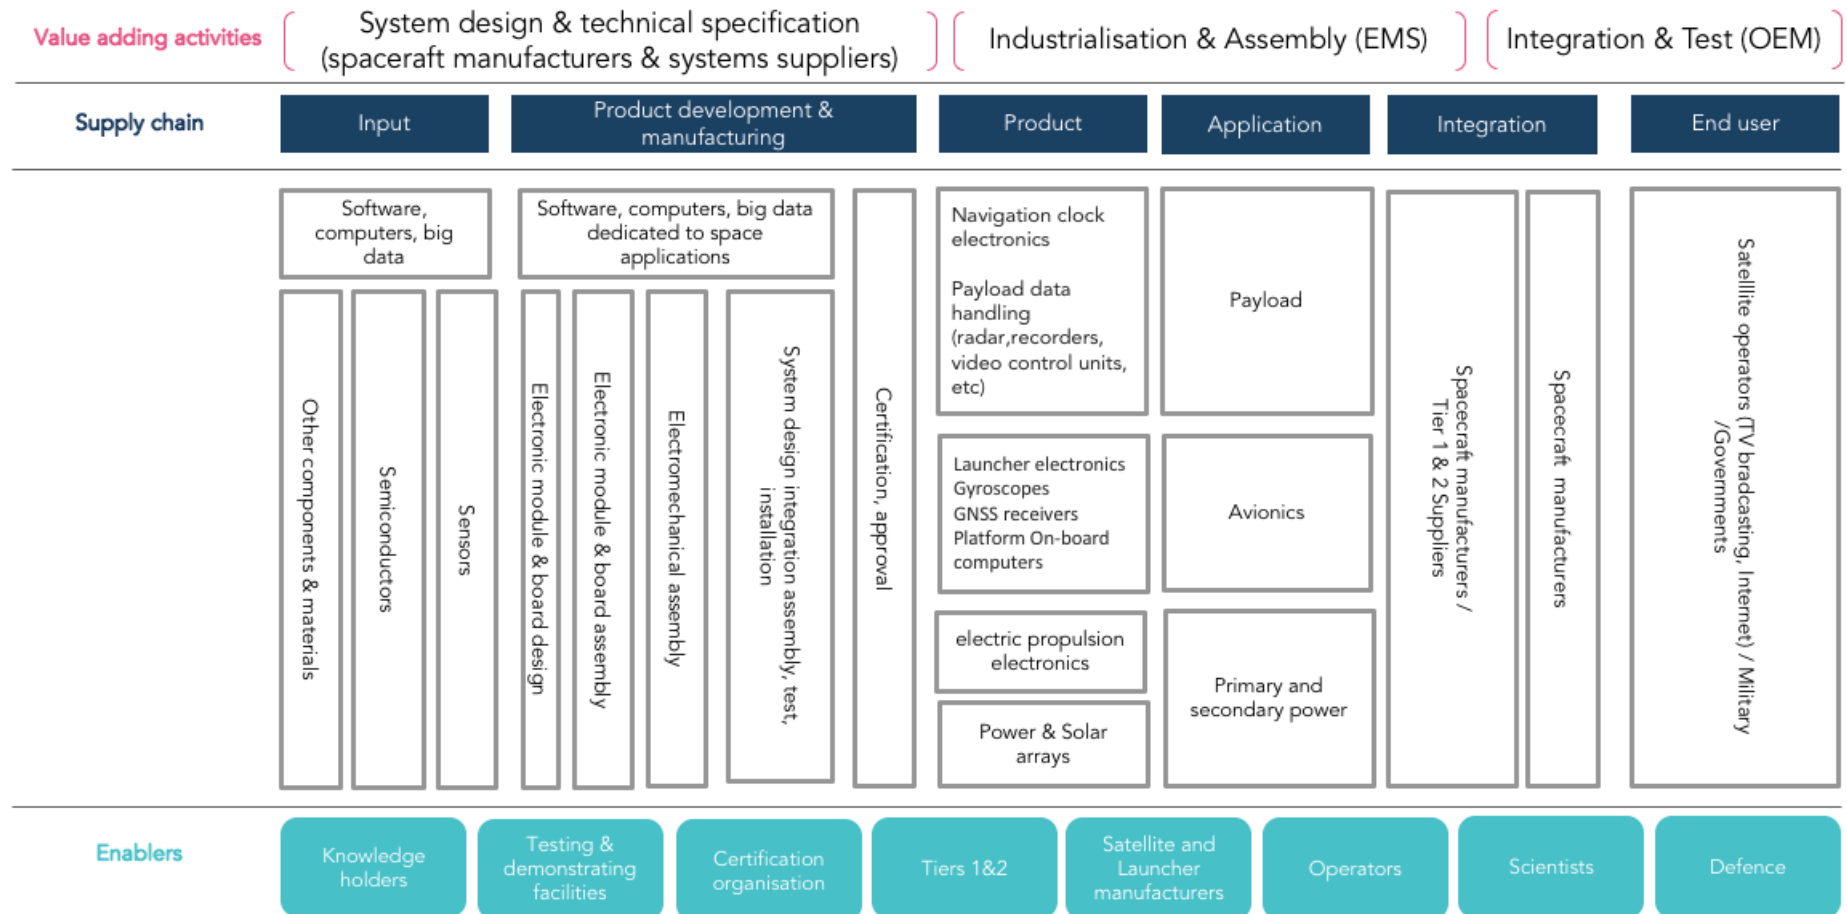 Value adding activities
System design & technical specification
(spaceraft manufacturers & systems suppliers)
Industrialisation & Assembly (EMS)
Integration & Test (OEM)
Supply chain
Input
Product development &
manufacturing
Product
Application
Integration
End user
Software,
computers, big
data
Other components & materials
Semiconductors
Sensors
Software, computers, big data
dedicated to space
applications
Electronic module & board design
Electronic module & board assembly
Electromechanical assembly
System design integration assembly, test,
installation
Certification, approval
Navigation clock
electronics
Payload data
handling
(radar,recorders,
video control units,
etc)
Launcher electronics
Gyroscopes
GNSS receivers
Platform On-board
computers
electric propulsion
electronics
Power & Solar
arrays
Payload
Avionics
Primary and
secondary power
Spacecraft manufacturers /
Tier 1 & 2 Suppliers
Spacecraft manufacturers
Satelllite operators (TV bradcasting, Internet) / Military
/Governments
Enablers
Knowledge
holders
Testing &
demonstrating
facilities
Certification
organisation
Tiers 1&2
Satellite and
Launcher
manufacturers
Operators
Scientists
Defence